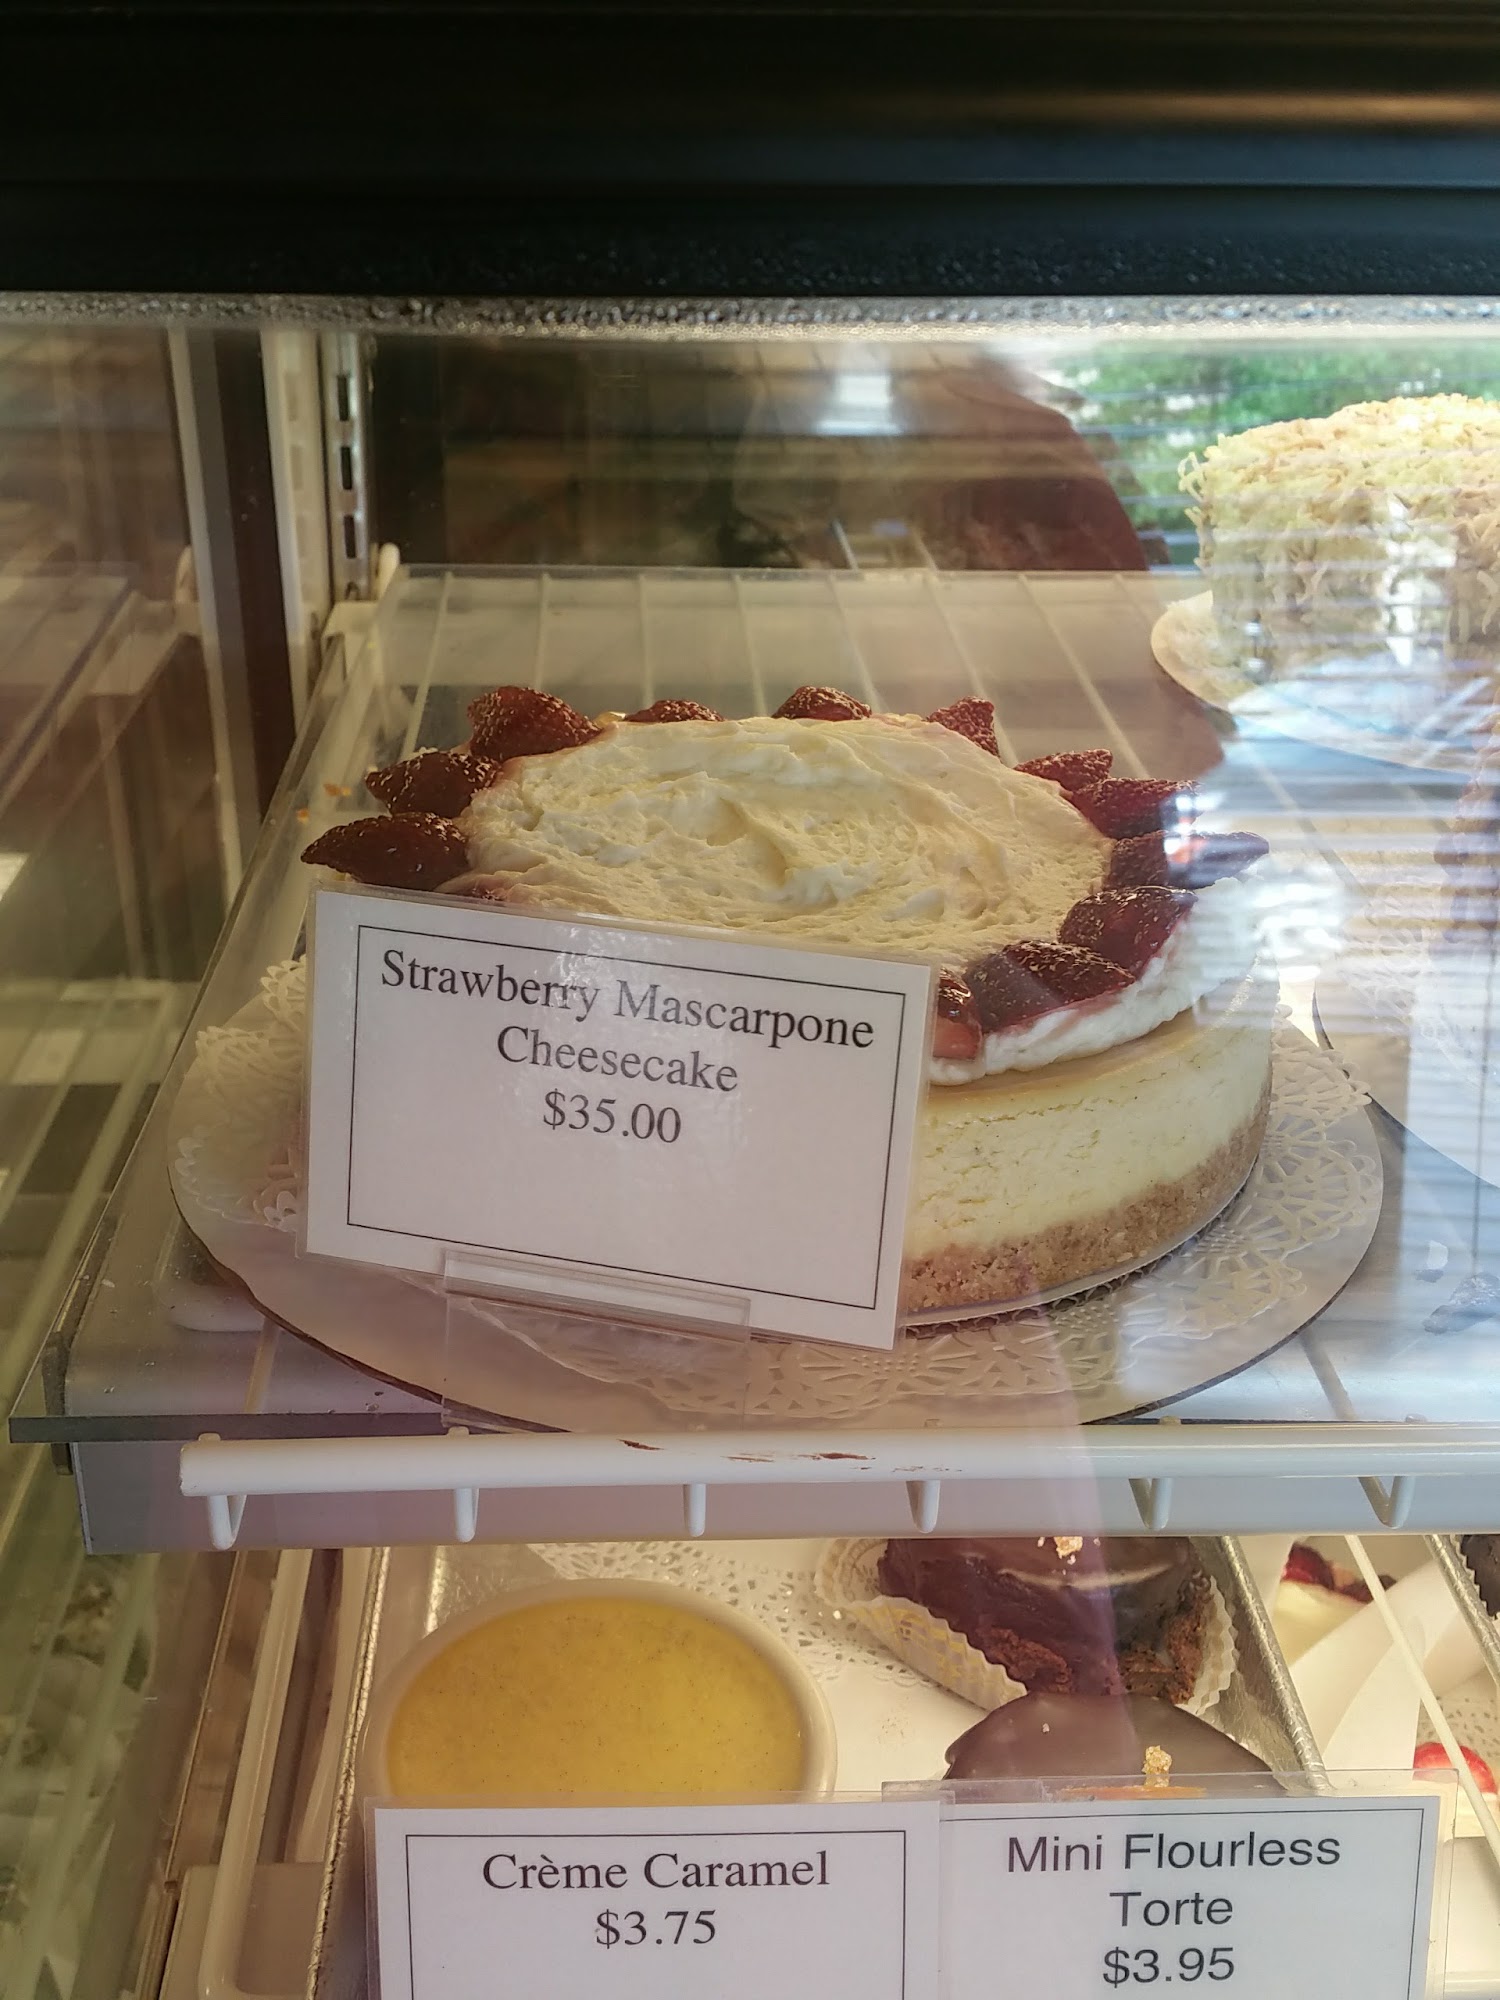 Strawberry Mascarpone
Cheesecake
$35.00
Crème Caramel
$3.75
Mini Flourless
Torte
$3.95